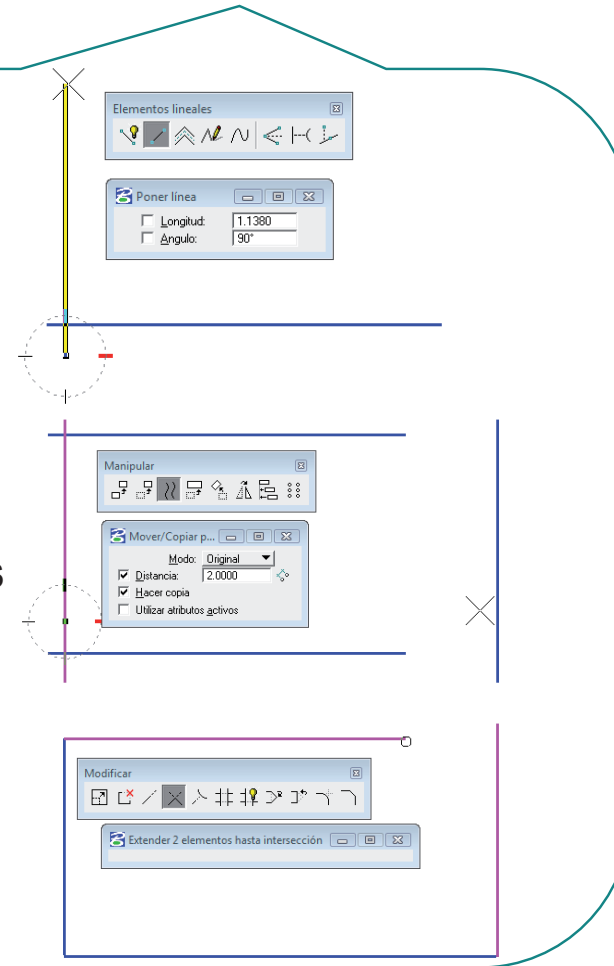 Elementos lineales
Poner línea
Longitud: 1.1380
Angulo: 90°
Manipular
Mover/Copiar p...
Modo: Original
Distancia: 2.0000
Hacer copia
Utilizar atributos activos
s
Modificar
Extender 2 elementos hasta intersección